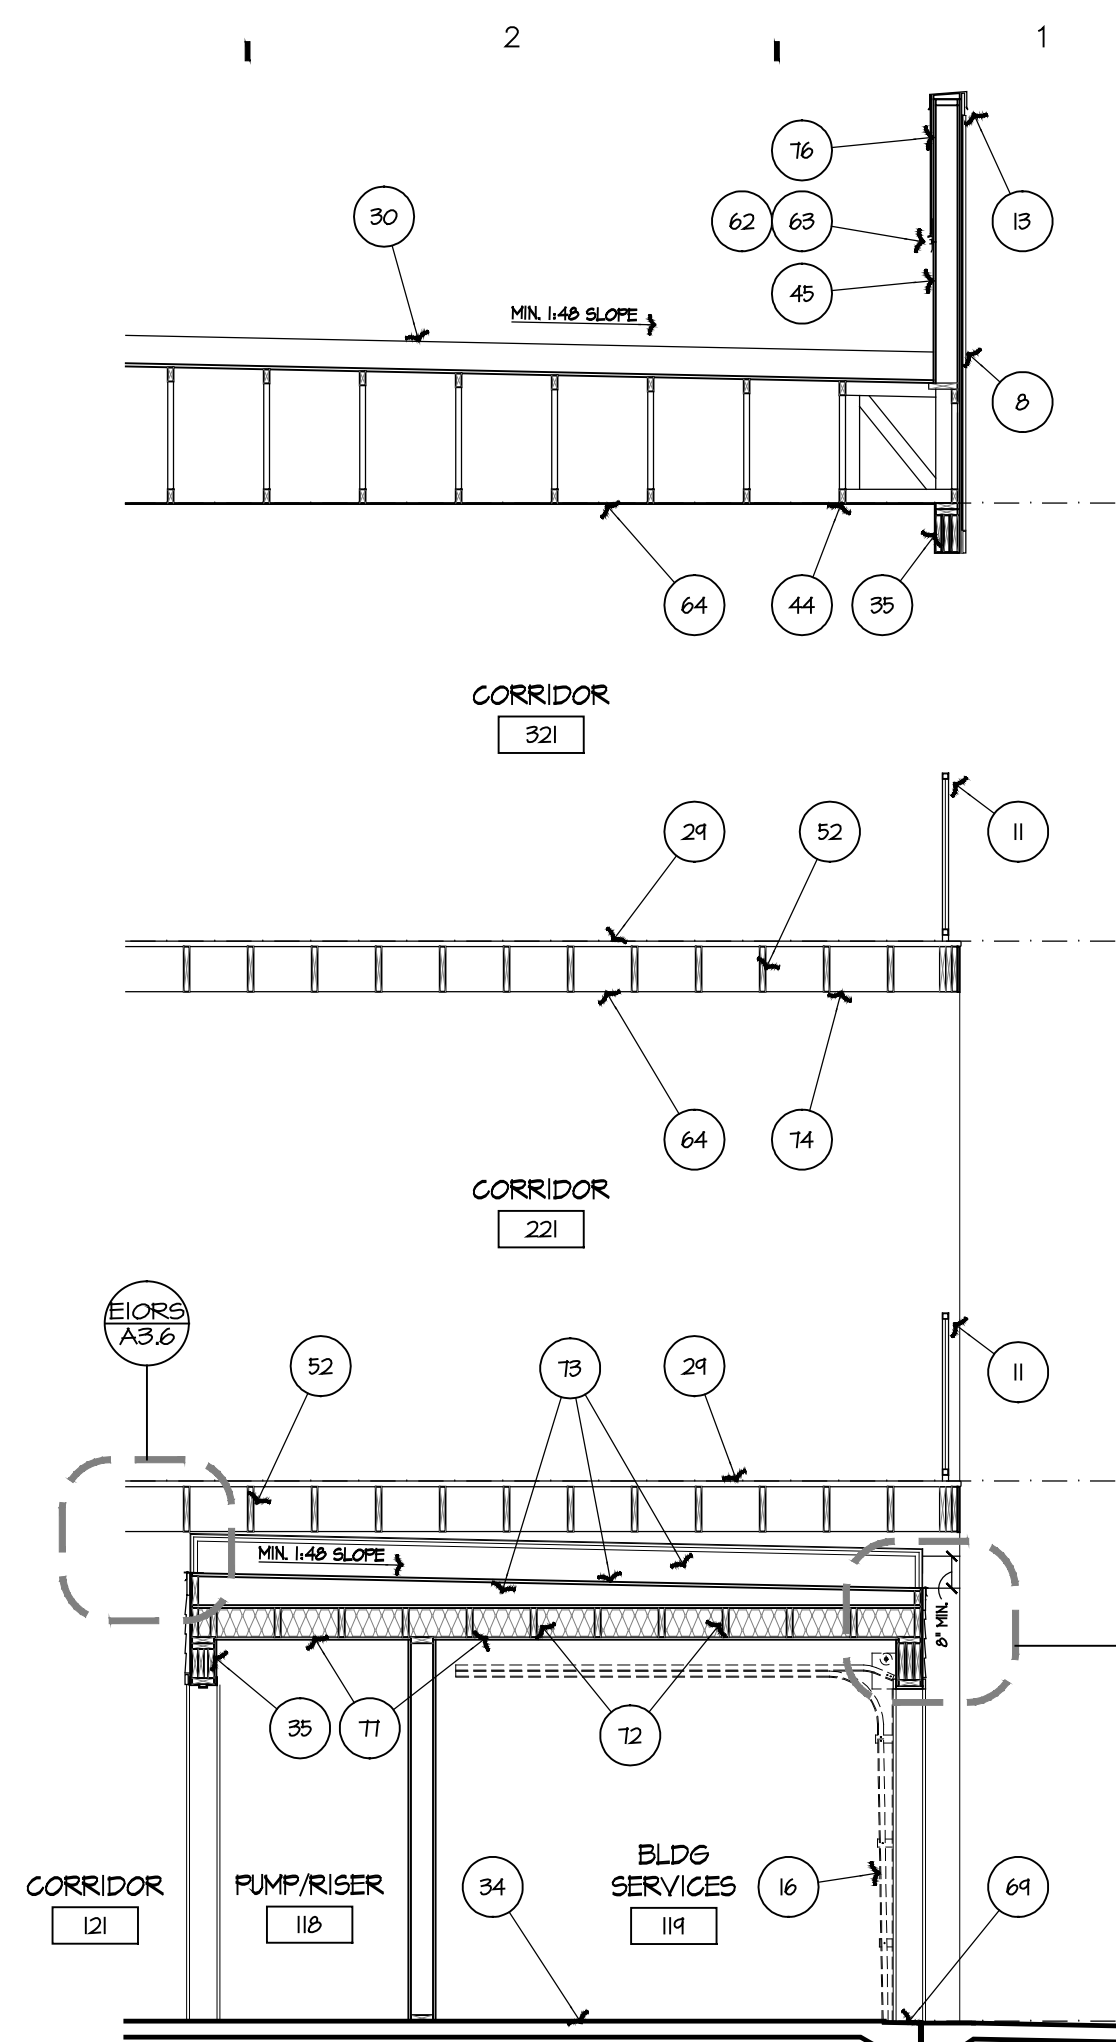 2
1
76
30
62
63
13
45
MIN. 1:48 SLOPE
8
64
44
35
CORRIDOR
321
29
52
11
64
74
CORRIDOR
221
E10RS
A3.6
52
73
29
11
MIN. 1:48 SLOPE
8" MIN.
35
77
72
CORRIDOR
121
PUMP/RISER
118
34
BLDG
SERVICES
119
16
69